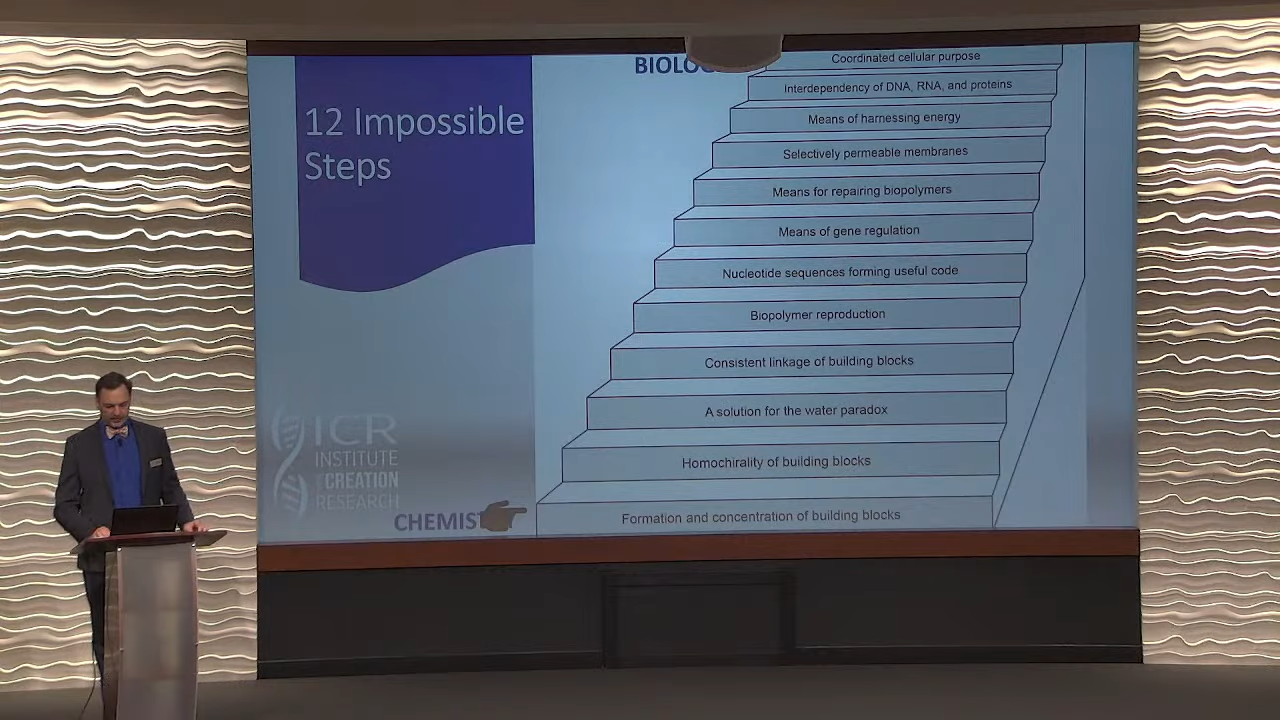 12 Impossible
Steps
BIOLO
Coordinated cellular purpose
Interdependency of DNA, RNA, and proteins
Means of harnessing energy
Selectively permeable membranes
Means for repairing biopolymers
Means of gene regulation
Nucleotide sequences forming useful code
Biopolymer reproduction
Consistent linkage of building blocks
A solution for the water paradox
Homochirality of building blocks
Formation and concentration of building blocks
ICR
INSTITUTE
CREATION
RESEARCH
CHEMIS